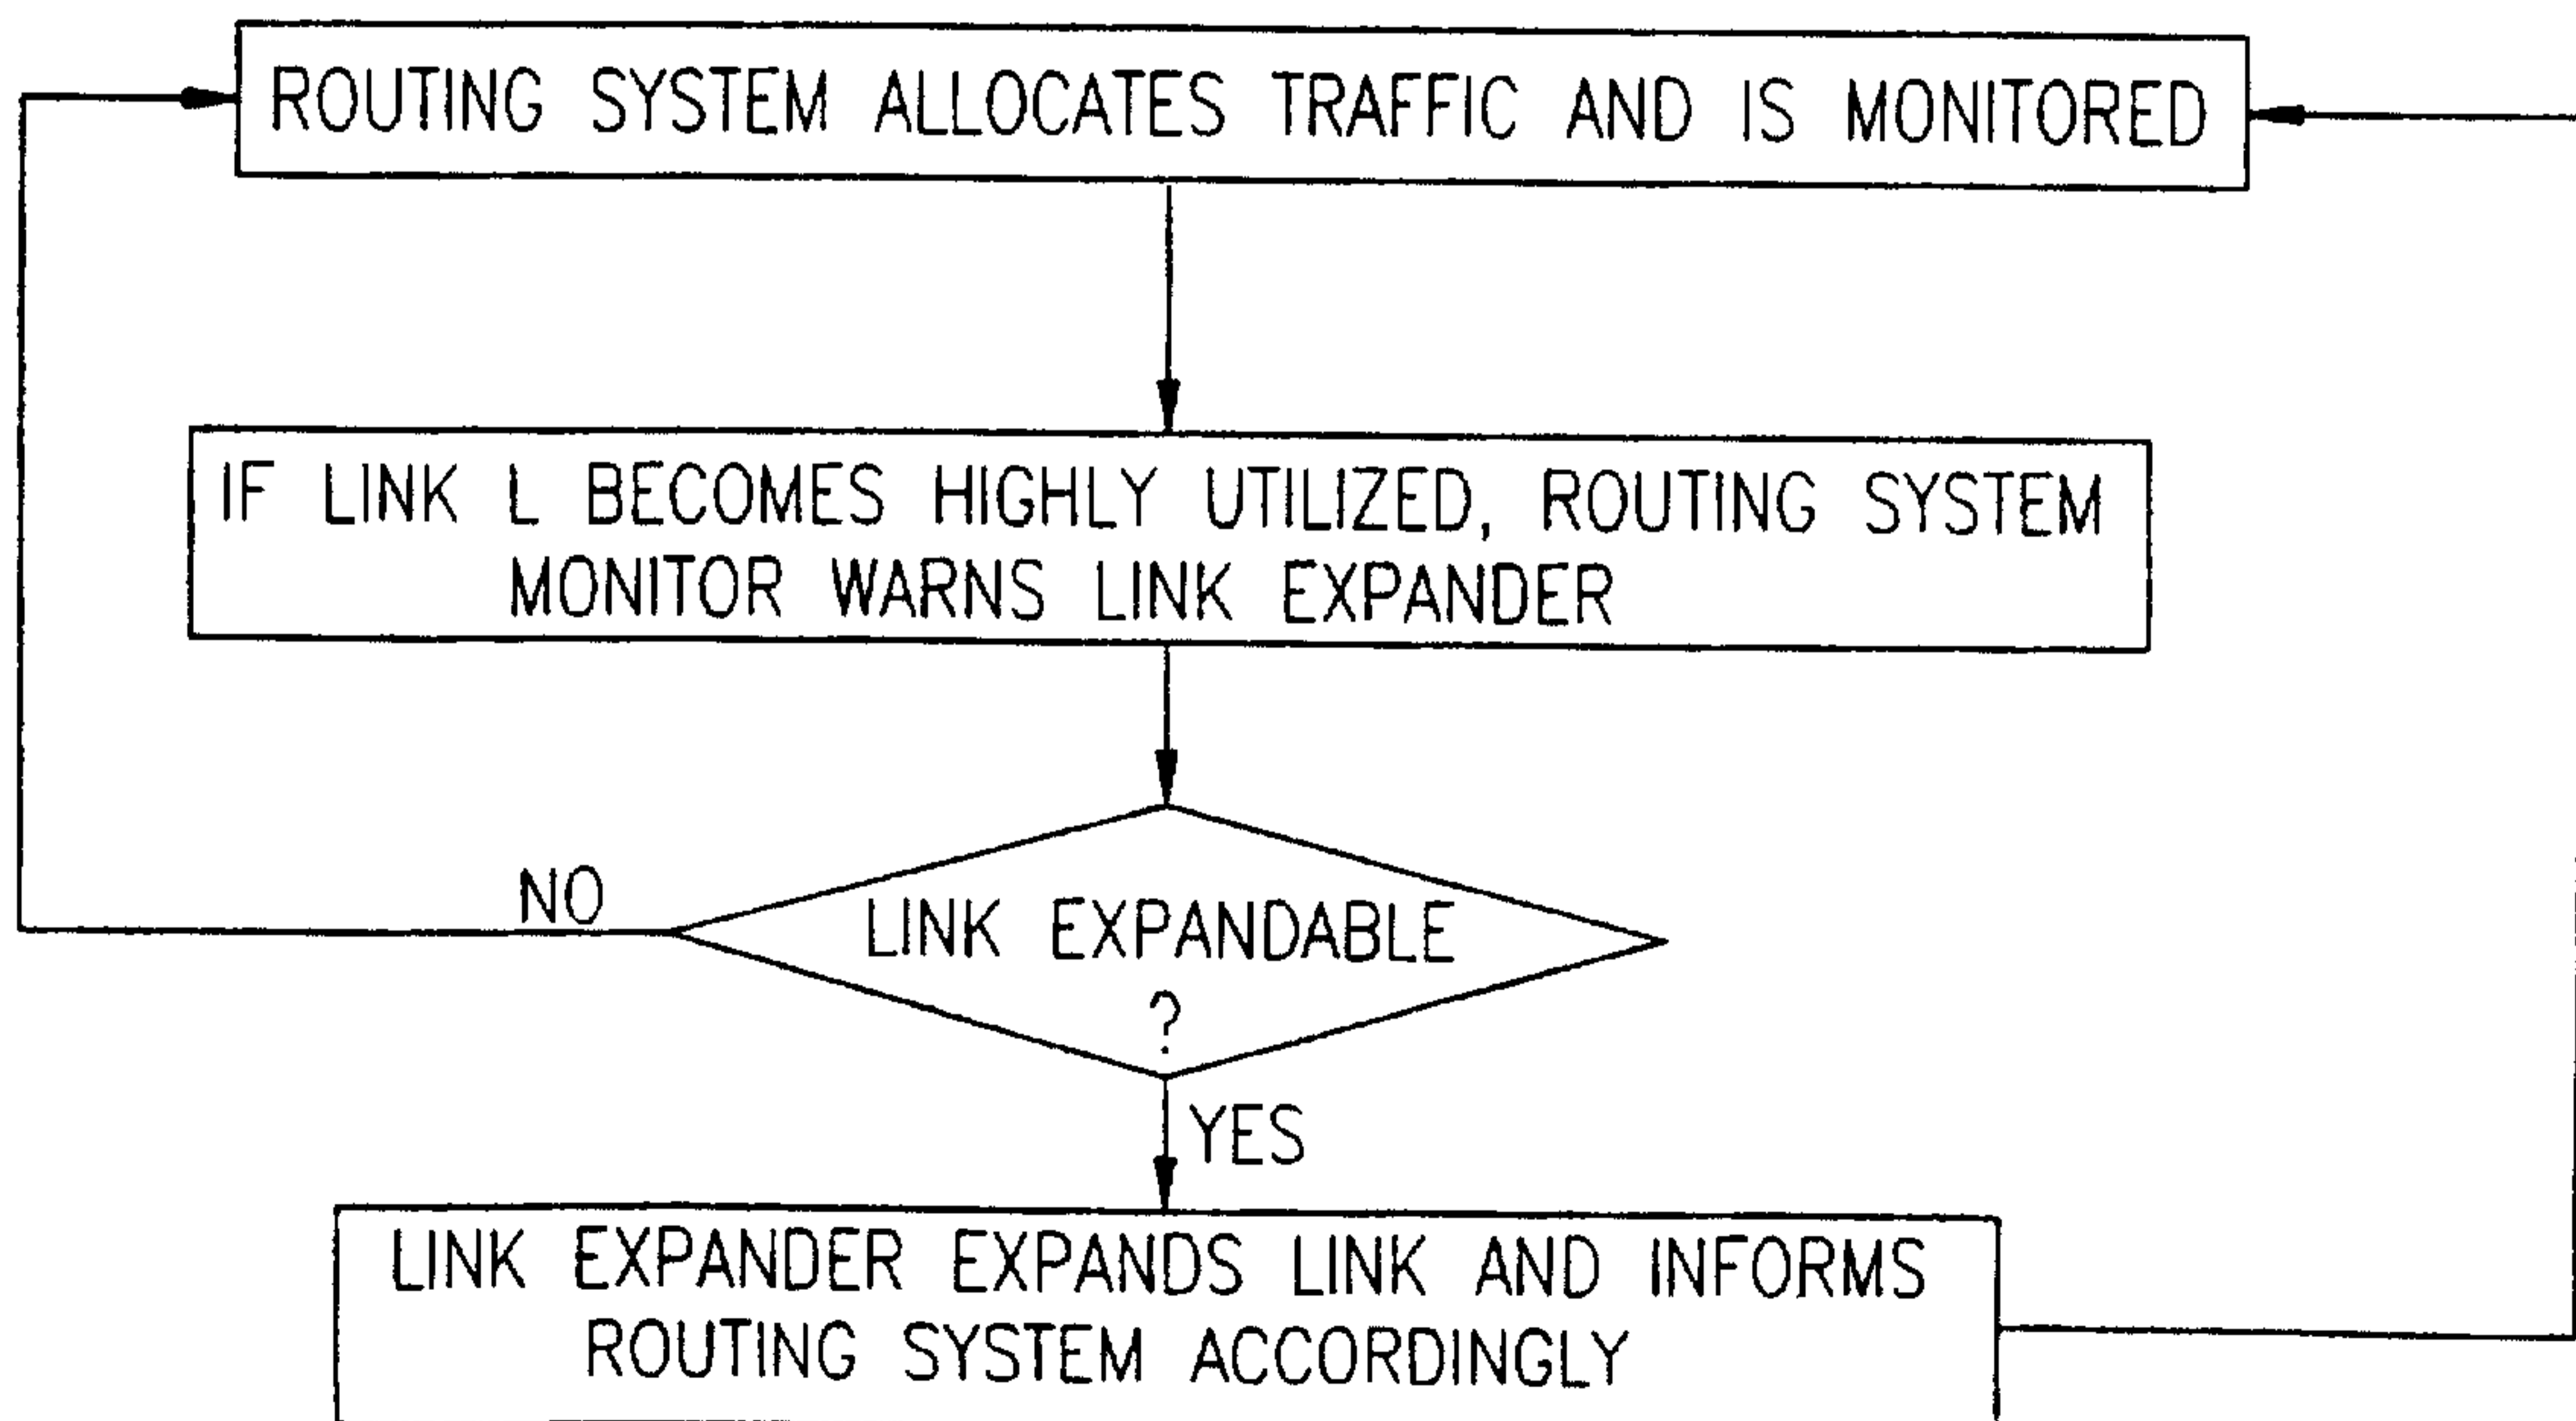 ROUTING SYSTEM ALLOCATES TRAFFIC AND IS MONITORED
IF LINK L BECOMES HIGHLY UTILIZED, ROUTING SYSTEM
MONITOR WARNS LINK EXPANDER
NO
LINK EXPANDABLE
?
YES
LINK EXPANDER EXPANDS LINK AND INFORMS
ROUTING SYSTEM ACCORDINGLY